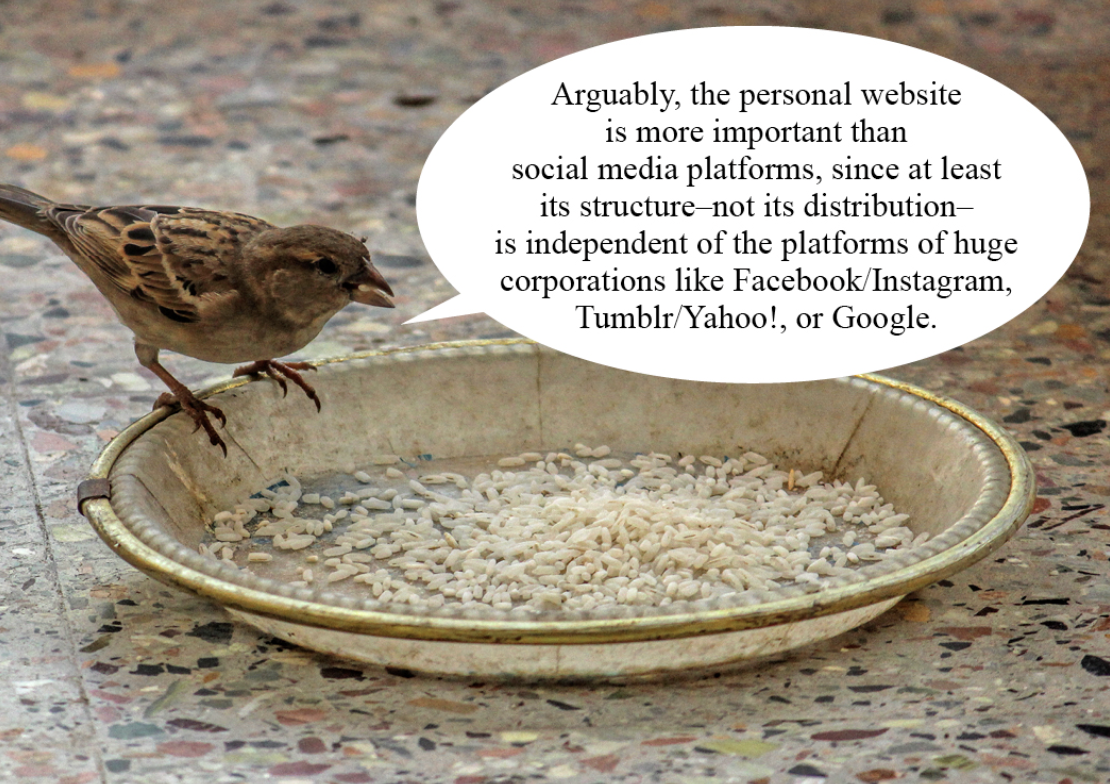 Arguably, the personal website
is more important than
social media platforms, since at least
its structure–not its distribution–
is independent of the platforms of huge
corporations like Facebook/Instagram,
Tumblr/Yahoo!, or Google.